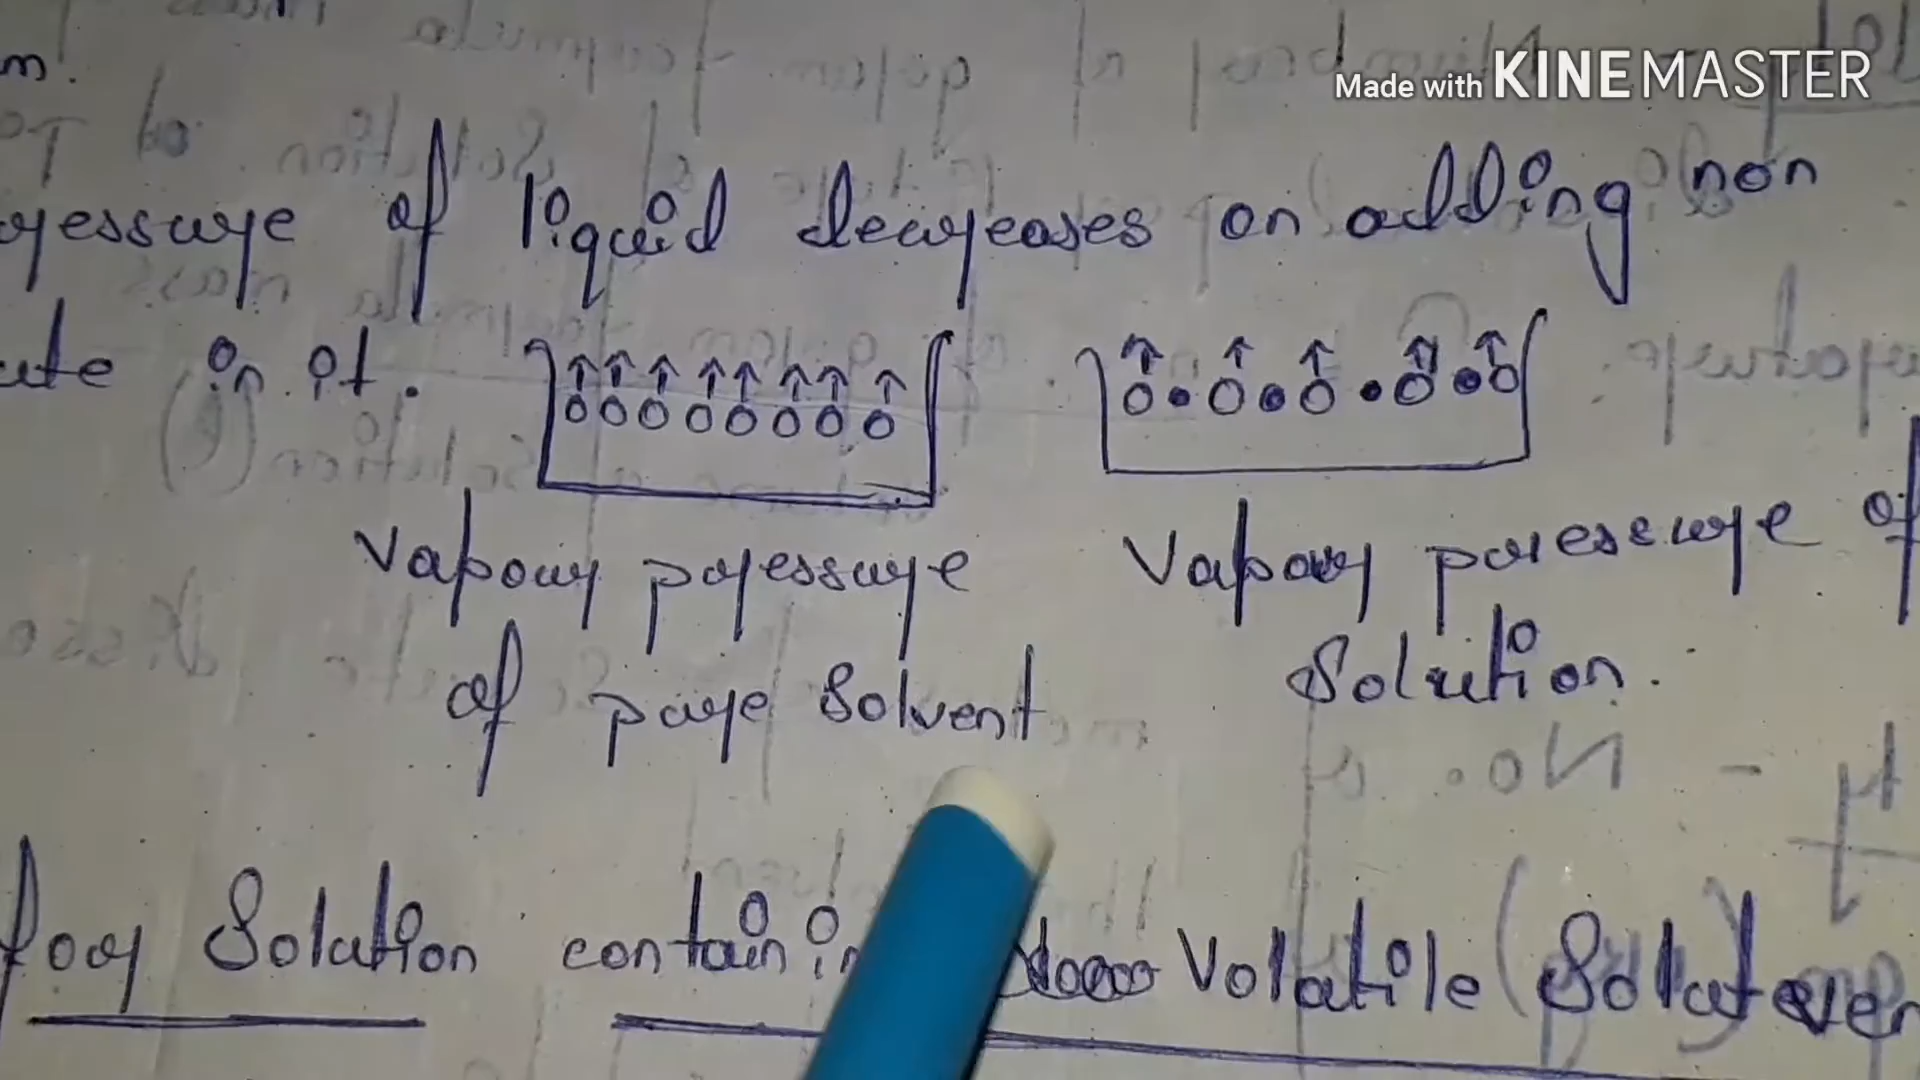 Made with KINEMASTER
m.
ressure of liquid decreases on adding non
ute in it.
Vapour pressure
of pure Solvent
Vapour pressure of
Solution.
for Solution contain Volatile (Solut